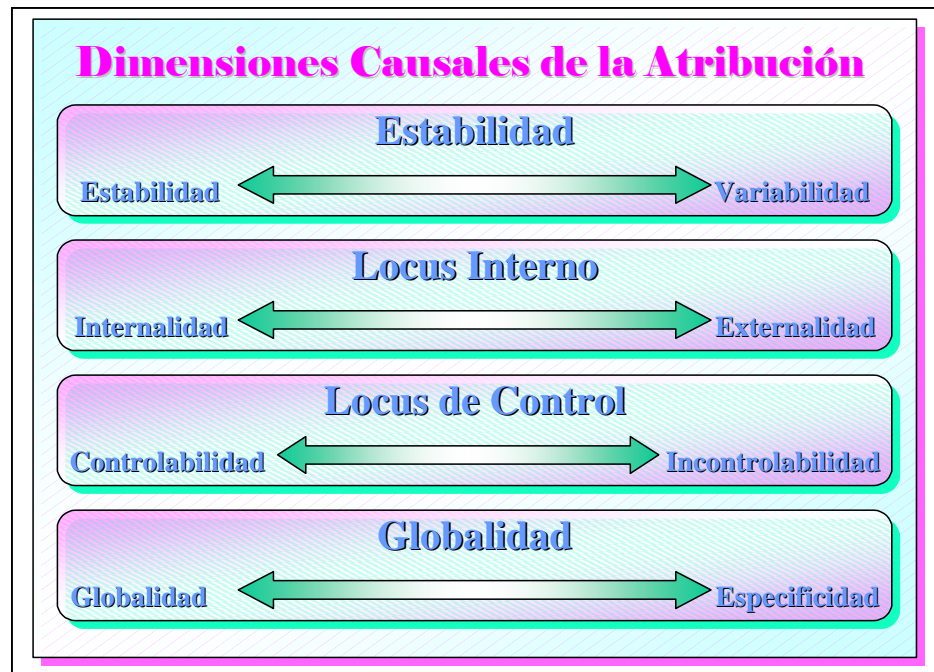 Dimensiones Causales de la Atribución
Estabilidad
Estabilidad Variabilidad
Locus Interno
Internalidad Externalidad
Locus de Control
Controlabilidad Incontrolabilidad
Globalidad
Globalidad Especificidad